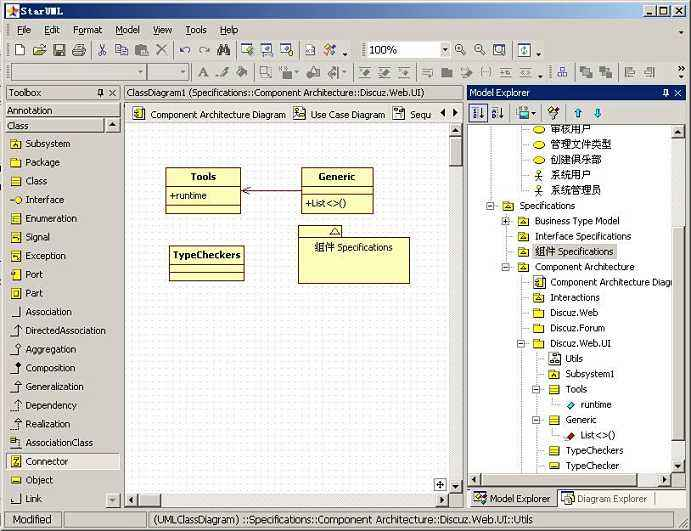 StarUML
File Edit Format Model View Tools Help
100%
Toolbox
Annotation
Class
Subsystem
Package
Class
Interface
Enumeration
Signal
Exception
Port
Part
Association
DirectedAssociation
Aggregation
Composition
Generalization
Dependency
Realization
AssociationClass
Connector
Object
Link
ClassDiagram1 (Specifications::Component Architecture::Discuz.Web.UI)
Component Architecture Diagram Use Case Diagram Sequ
Tools
+runtime
Generic
+List<>()
TypeCheckers
组件 Specifications
Model Explorer
审核用户
管理文件类型
创建俱乐部
系统用户
系统管理员
Specifications
Business Type Model
Interface Specifications
组件 Specifications
Component Architecture
Component Architecture Diagr
Interactions
Discuz.Web
Discuz.Forum
Discuz.Web.UI
Utils
Subsystem1
Tools
runtime
Generic
List<>()
TypeCheckers
TypeChecker
Model Explorer Diagram Explorer
Modified (UMLClassDiagram) ::Specifications::Component Architecture::Discuz.Web.UI::Utils